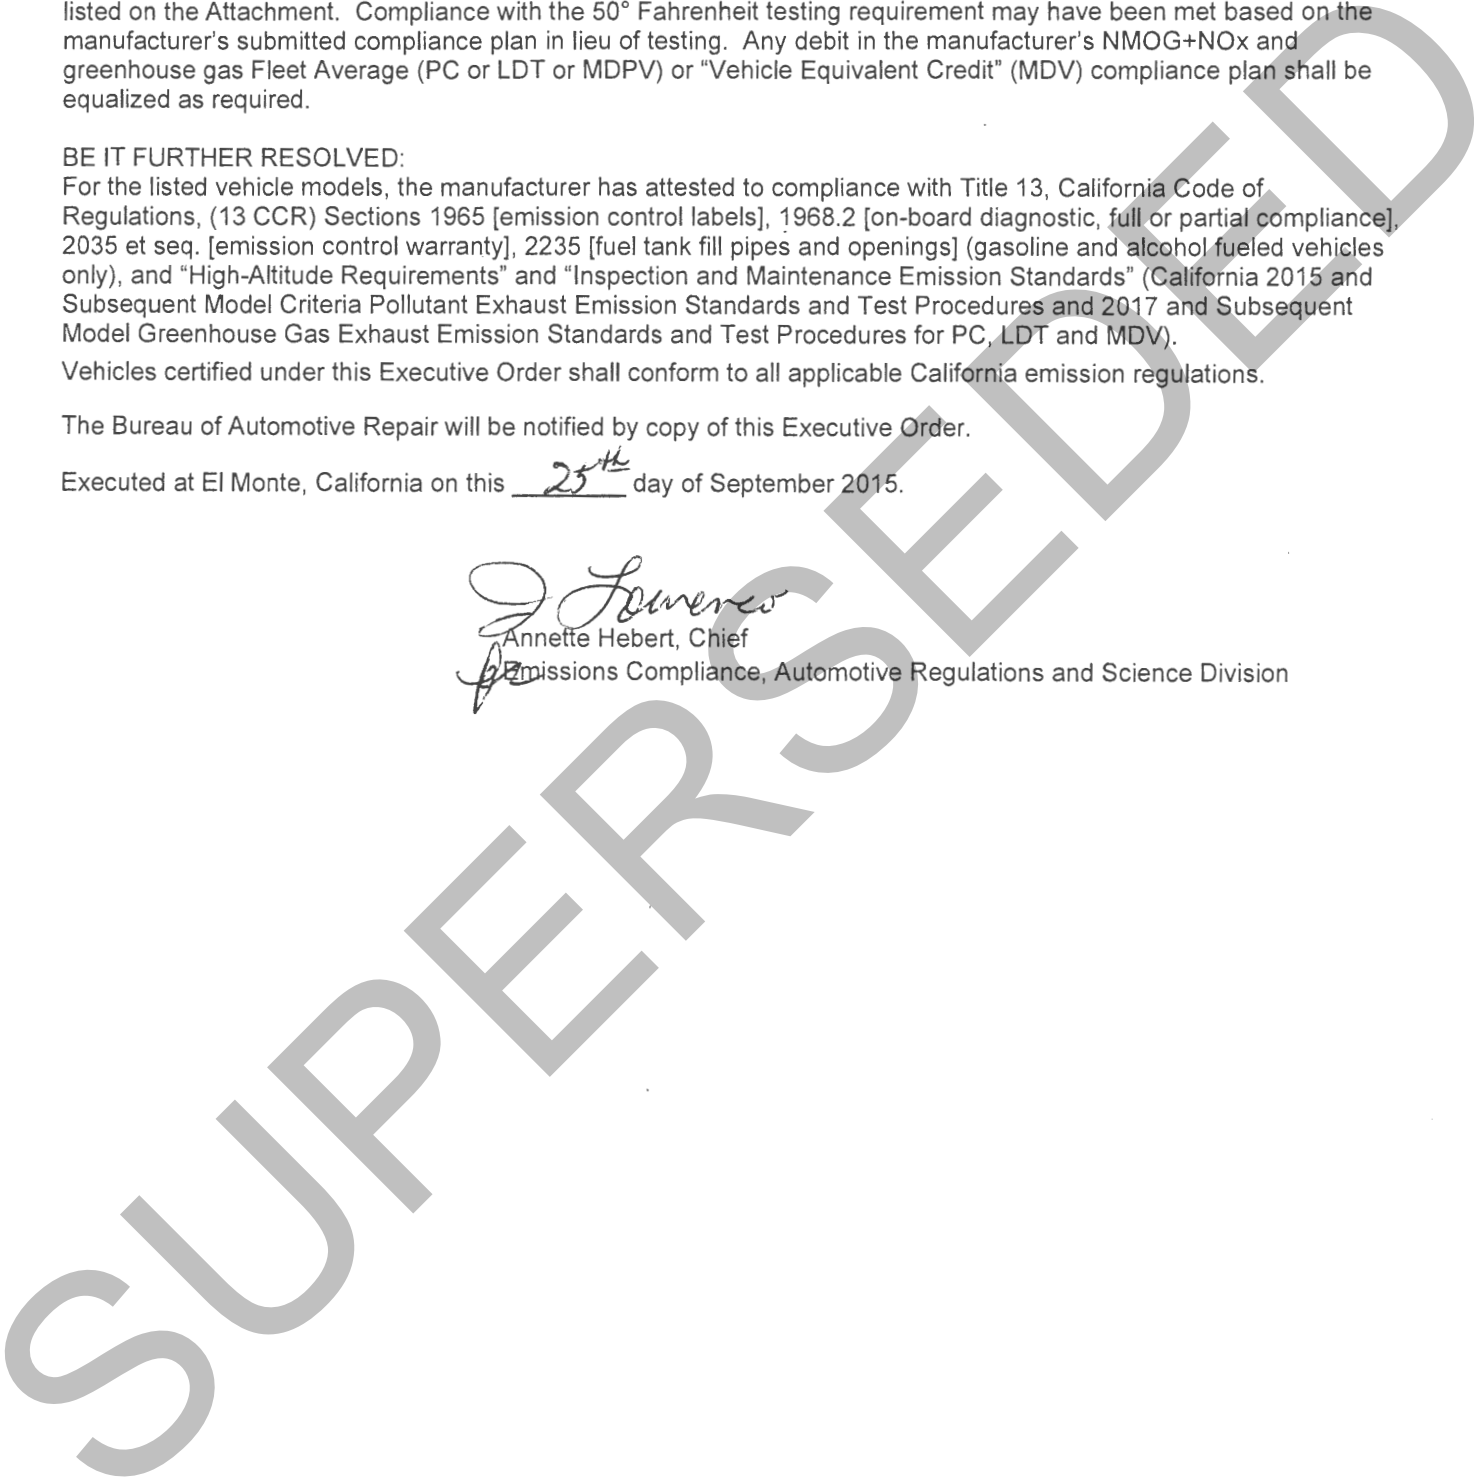 listed on the Attachment. Compliance with the 50° Fahrenheit testing requirement may have been met based on the
manufacturer's submitted compliance plan in lieu of testing. Any debit in the manufacturer's NMOG+NOx and
greenhouse gas Fleet Average (PC or LDT or MDPV) or “Vehicle Equivalent Credit” (MDV) compliance plan shall be
equalized as required.
BE IT FURTHER RESOLVED:
For the listed vehicle models, the manufacturer has attested to compliance with Title 13, California Code of
Regulations, (13 CCR) Sections 1965 [emission control labels], 1968.2 [on-board diagnostic, full or partial compliance],
2035 et seq. [emission control warranty], 2235 [fuel tank fill pipes and openings] (gasoline and alcohol fueled vehicles
only), and “High-Altitude Requirements” and “Inspection and Maintenance Emission Standards” (California 2015 and
Subsequent Model Criteria Pollutant Exhaust Emission Standards and Test Procedures and 2017 and Subsequent
Model Greenhouse Gas Exhaust Emission Standards and Test Procedures for PC, LDT and MDV).
Vehicles certified under this Executive Order shall conform to all applicable California emission regulations.
The Bureau of Automotive Repair will be notified by copy of this Executive Order.
Executed at El Monte, California on this 25th day of September 2015.
Annette Hebert, Chief
Emissions Compliance, Automotive Regulations and Science Division
SUPERSEDED